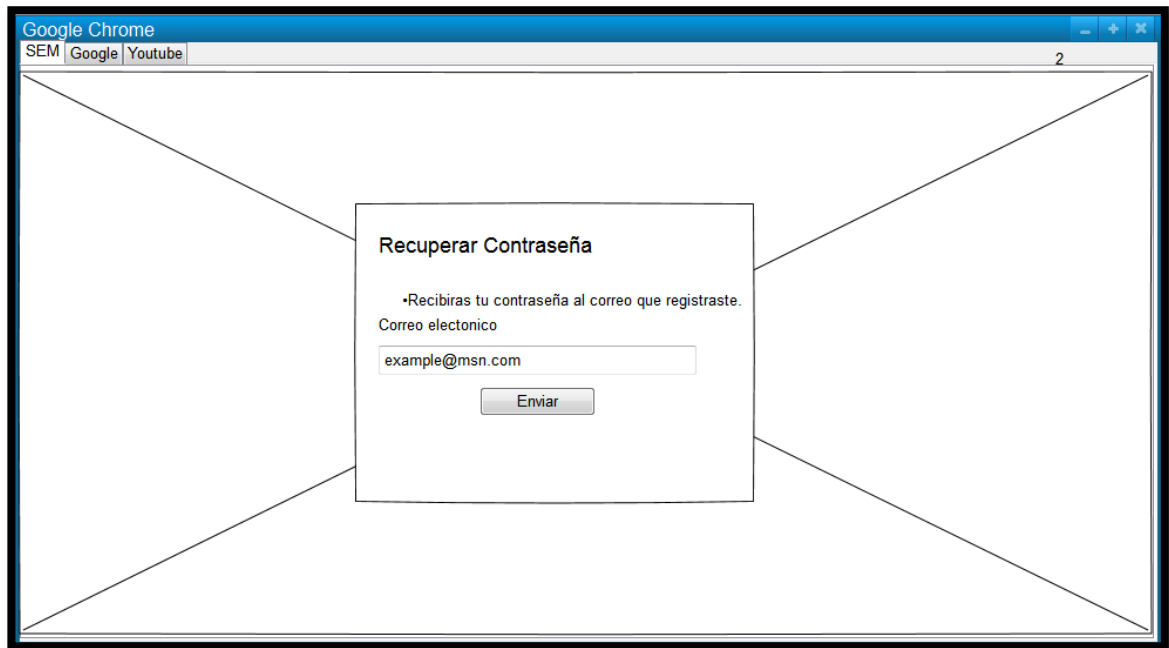 Google Chrome
SEM Google Youtube
2
Recuperar Contraseña
•Recibiras tu contraseña al correo que registraste.
Correo electonico
example@msn.com
Enviar